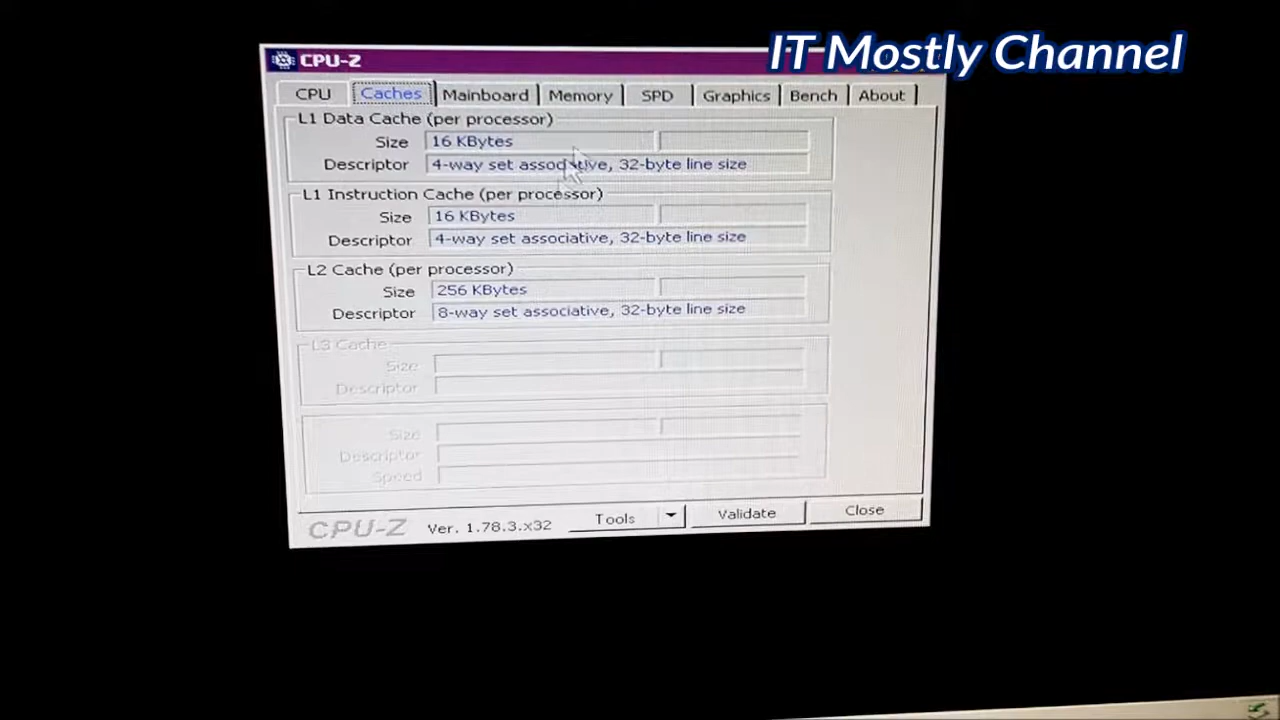 IT Mostly Channel
CPU-Z
CPU Caches Mainboard Memory SPD Graphics Bench About
L1 Data Cache (per processor)
Size 16 KBytes
Descriptor 4-way set associative, 32-byte line size
L1 Instruction Cache (per processor)
Size 16 KBytes
Descriptor 4-way set associative, 32-byte line size
L2 Cache (per processor)
Size 256 KBytes
Descriptor 8-way set associative, 32-byte line size
L3 Cache
Size
Descriptor
Size
Descriptor
Speed
CPU-Z Ver. 1.78.3.x32 Tools Validate Close